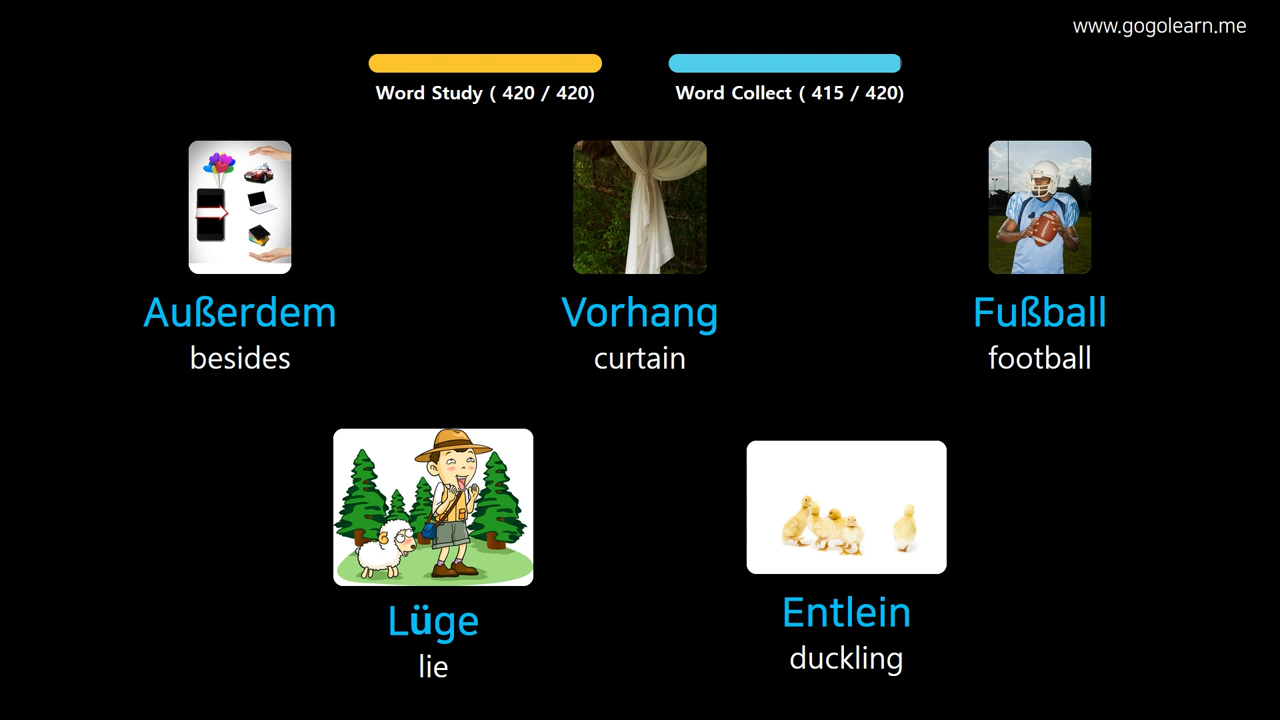 www.gogolearn.me
Word Study ( 420 / 420)
Word Collect ( 415 / 420)
Außerdem
besides
Vorhang
curtain
Fußball
football
Lüge
lie
Entlein
duckling